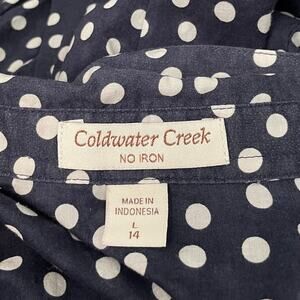 Coldwater Creek
NO IRON
MADE IN
INDONESIA
L
14